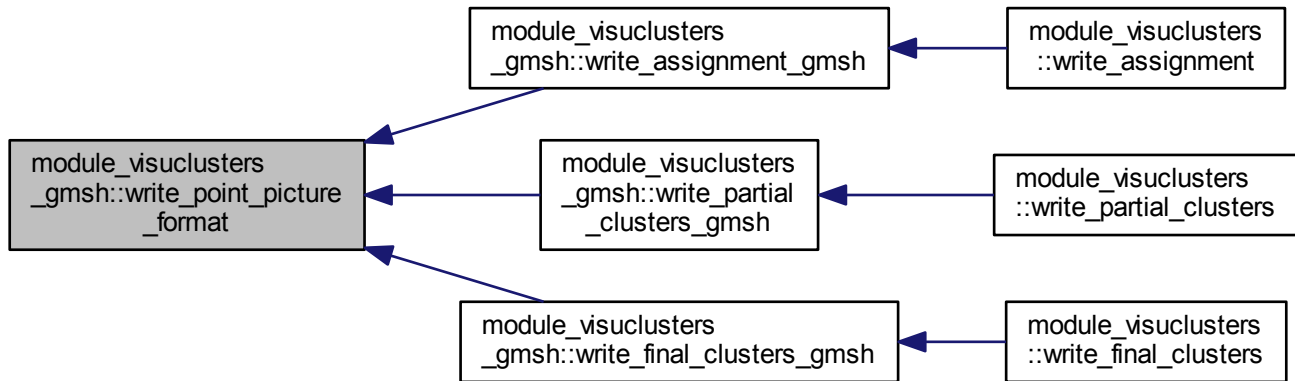 module_visuclusters
_gmsh::write_assignment_gmsh
module_visuclusters
::write_assignment
module_visuclusters
_gmsh::write_point_picture
_format
module_visuclusters
_gmsh::write_partial
_clusters_gmsh
module_visuclusters
::write_partial_clusters
module_visuclusters
_gmsh::write_final_clusters_gmsh
module_visuclusters
::write_final_clusters